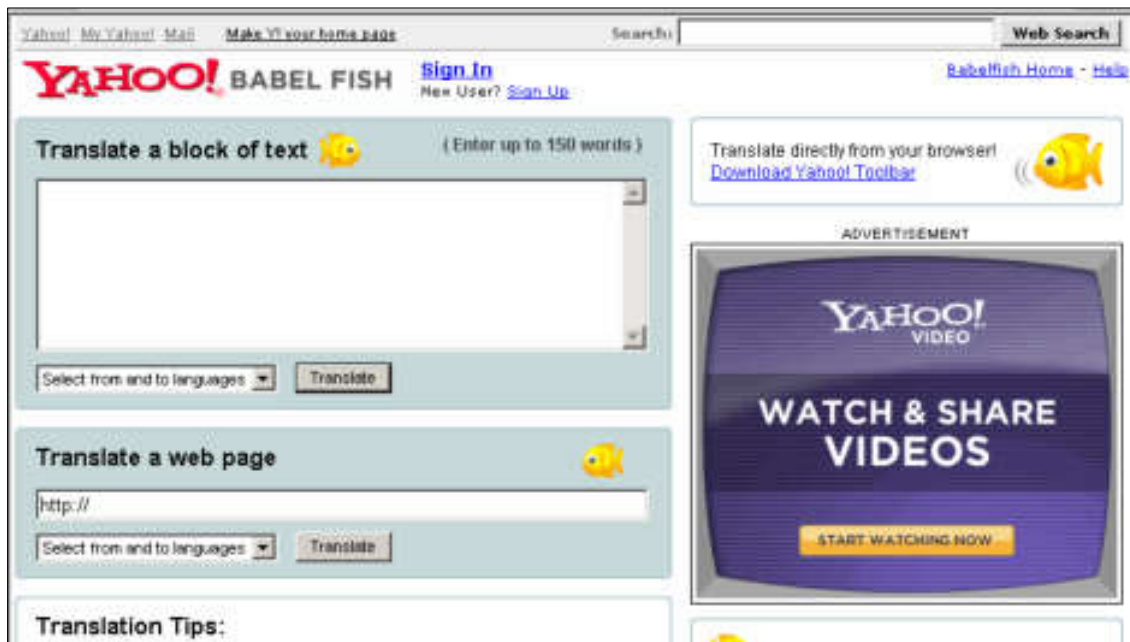 Yahoo! My Yahoo! Mail Make Y! your home page Search: Web Search
YAHOO! BABEL FISH
Sign In
New User? Sign Up
Babelfish Home - Help
Translate a block of text ( Enter up to 150 words )
Select from and to languages Translate
Translate a web page
http://
Select from and to languages Translate
Translation Tips:
Translate directly from your browser!
Download Yahoo! Toolbar
ADVERTISEMENT
YAHOO!
VIDEO
WATCH & SHARE
VIDEOS
START WATCHING NOW